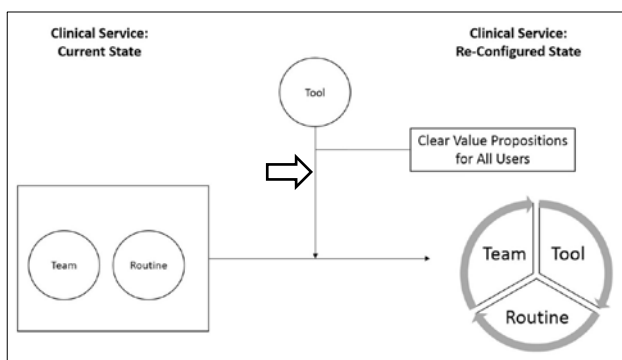 Clinical Service:
Current State
Clinical Service:
Re-Configured State
Tool
Clear Value Propositions
for All Users
Team
Routine
Team
Tool
Routine